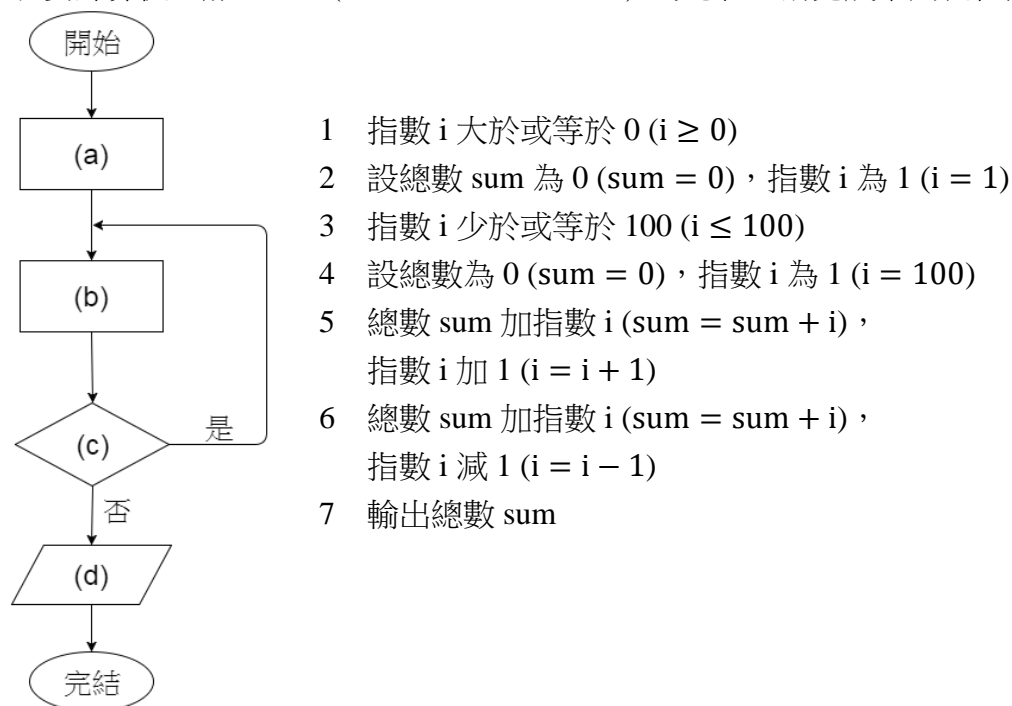 開始
(a)
(b)
(c)
是
否
(d)
完結
1 指數 i 大於或等於 0 (i ≥ 0)
2 設總數 sum 為 0 (sum = 0)，指數 i 為 1 (i = 1)
3 指數 i 少於或等於 100 (i ≤ 100)
4 設總數為 0 (sum = 0)，指數 i 為 1 (i = 100)
5 總數 sum 加指數 i (sum = sum + i)，
指數 i 加 1 (i = i + 1)
6 總數 sum 加指數 i (sum = sum + i)，
指數 i 減 1 (i = i − 1)
7 輸出總數 sum